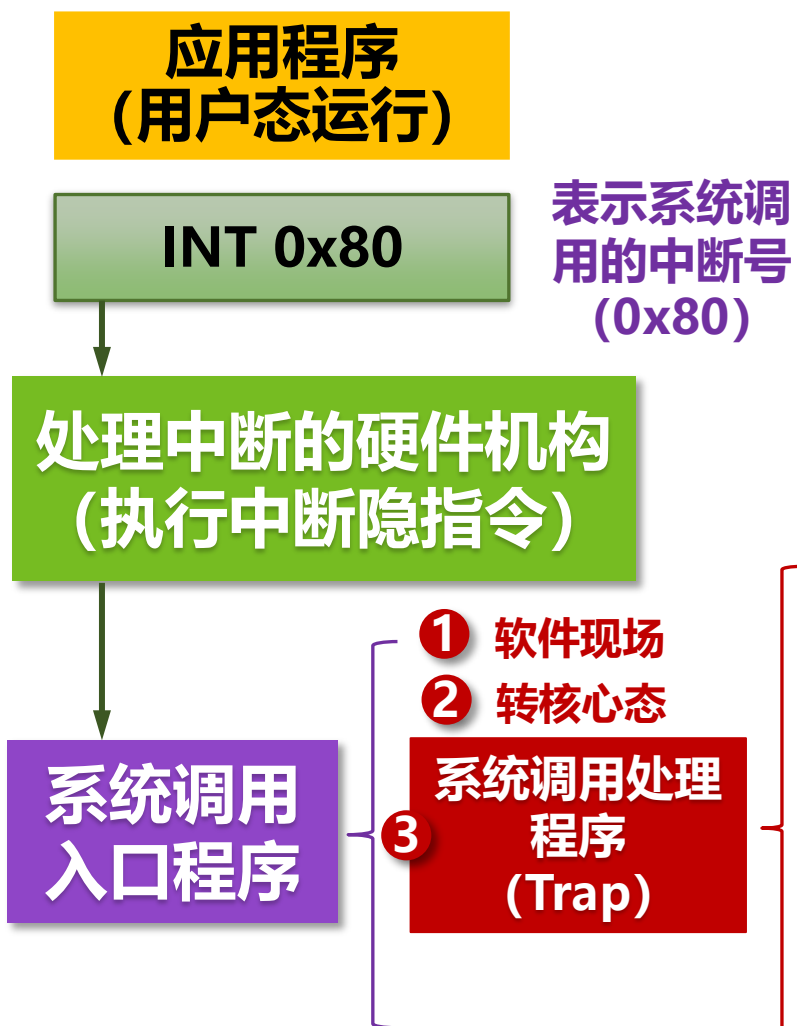 应用程序
（用户态运行）
INT 0x80
表示系统调
用的中断号
（0x80）
处理中断的硬件机构
（执行中断隐指令）
1 软件现场
2 转核心态
系统调用
入口程序
3
系统调用处理
程序
（Trap）